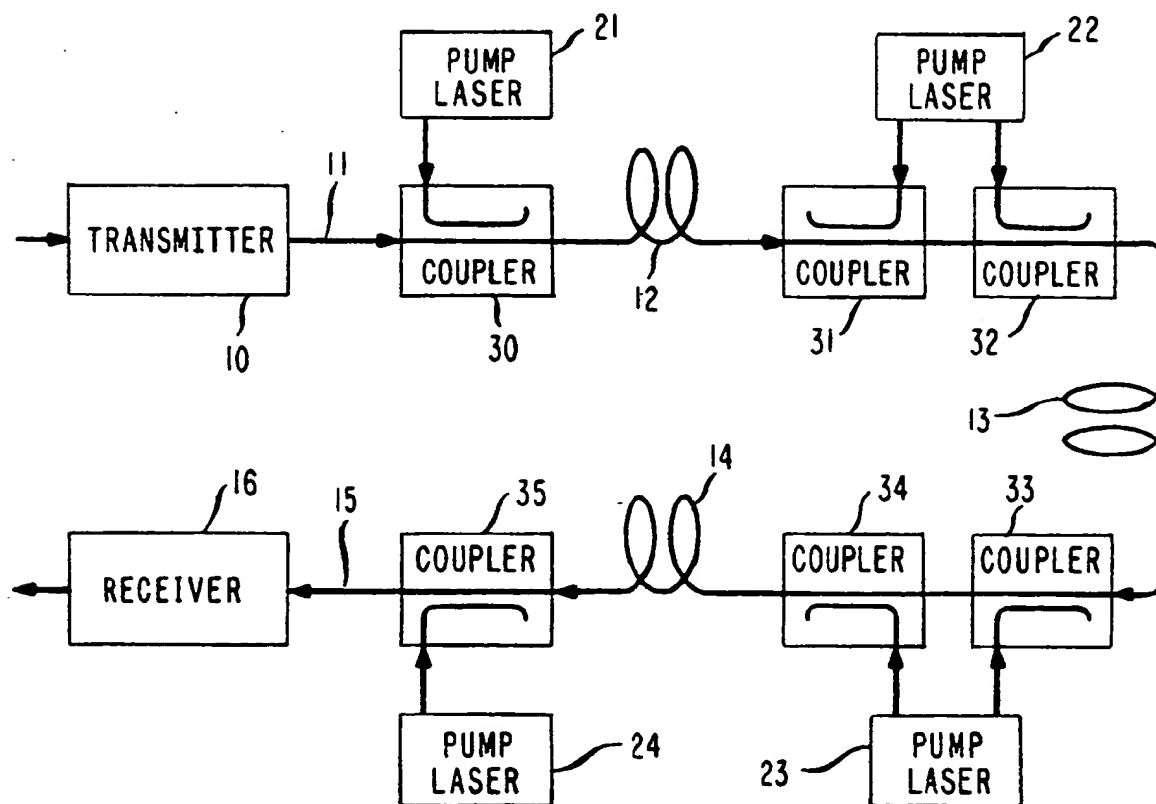 21
PUMP
LASER
22
PUMP
LASER
11
TRANSMITTER
10
COUPLER
30
12
COUPLER
31
COUPLER
32
13
16
RECEIVER
15
35
COUPLER
14
34
COUPLER
33
COUPLER
PUMP
LASER
24
23
PUMP
LASER